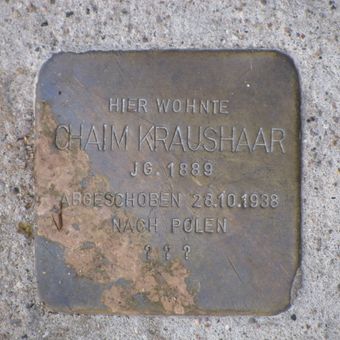 HIER WOHNTE
CHAIM KRAUSHAAR
JG. 1889
ABGESCHOBEN 28.10.1938
NACH POLEN
? ? ?